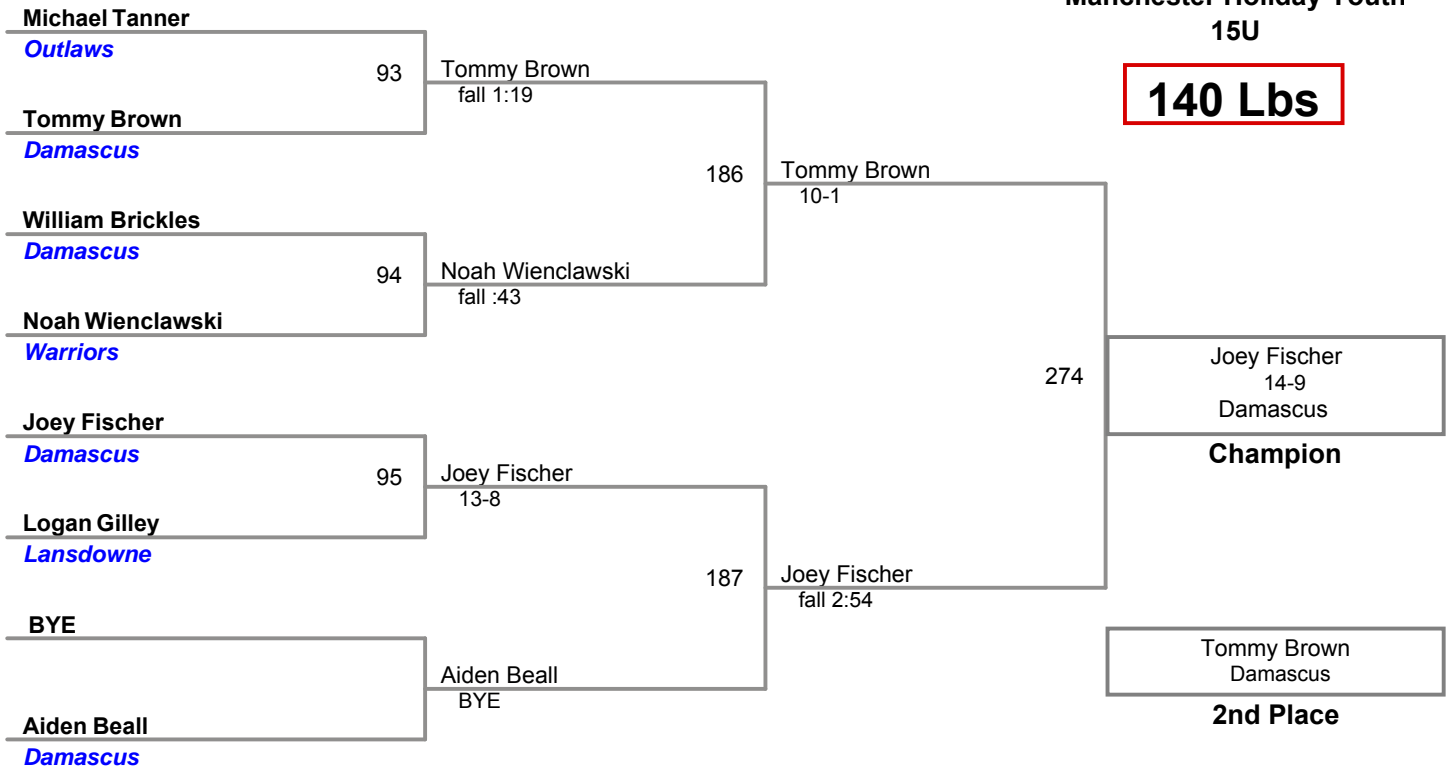 Manchester Holiday Youth
15U
140 Lbs
Michael Tanner
Outlaws
93
Tommy Brown
fall 1:19
Tommy Brown
Damascus
186
Tommy Brown
10-1
William Brickles
Damascus
94
Noah Wienclawski
fall :43
Noah Wienclawski
Warriors
274
Joey Fischer
14-9
Damascus
Champion
Joey Fischer
Damascus
95
Joey Fischer
13-8
Logan Gilley
Lansdowne
187
Joey Fischer
fall 2:54
BYE
Aiden Beall
BYE
Aiden Beall
Damascus
Tommy Brown
Damascus
2nd Place